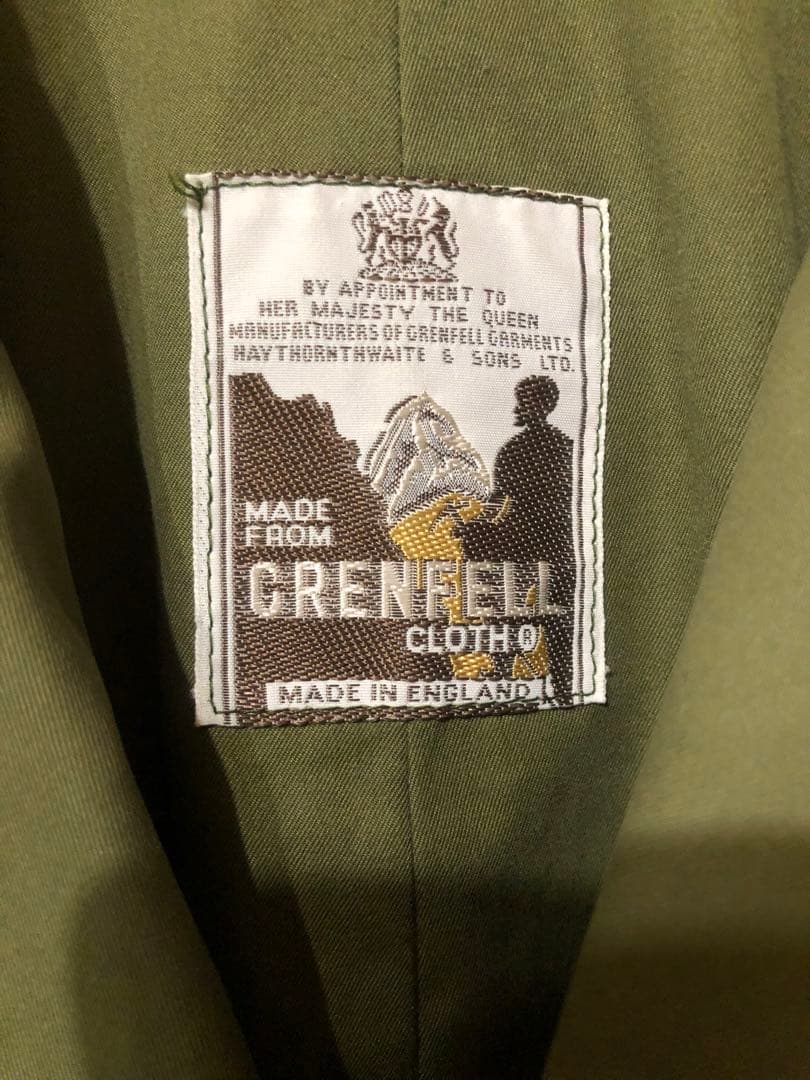 BY APPOINTMENT TO
HER MAJESTY THE QUEEN
MANUFACTURERS OF GRENFELL GARMENTS
HAYTHORNTHWAITE & SONS LTD.
MADE
FROM
GRENFELL
CLOTH ®
MADE IN ENGLAND